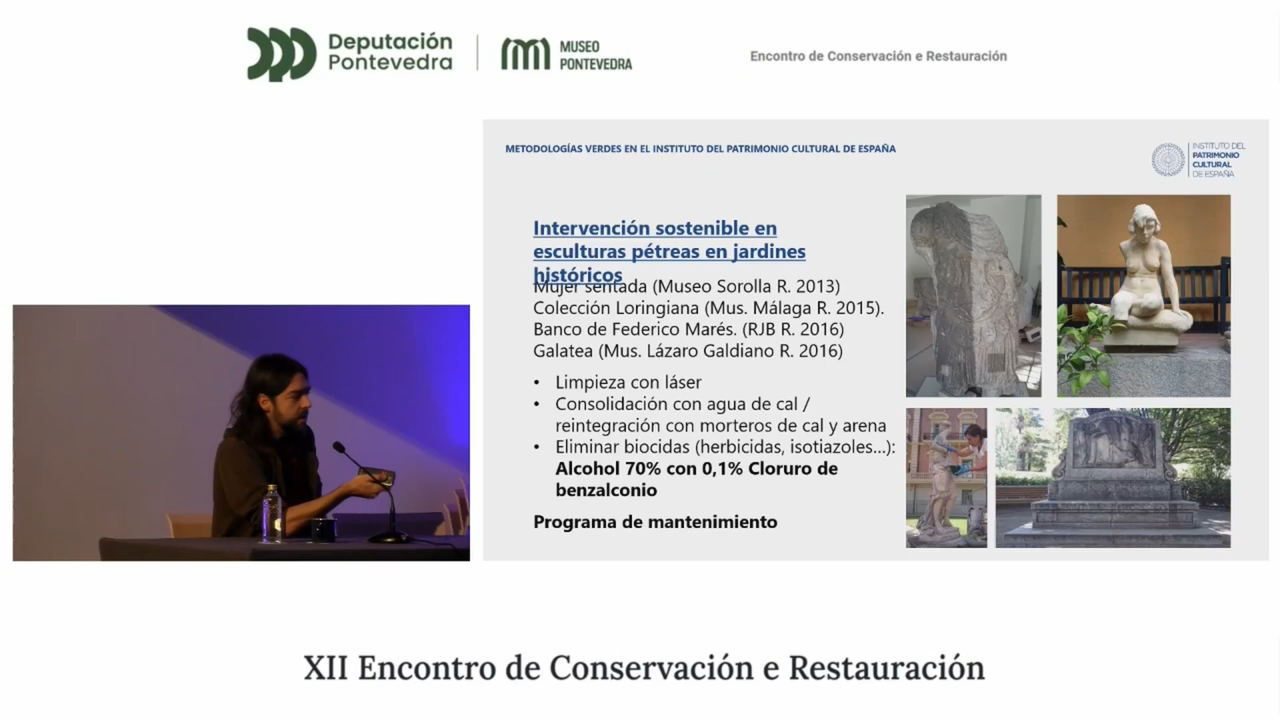 Deputación
Pontevedra
MUSEO
PONTEVEDRA
Encontro de Conservación e Restauración
METODOLOGÍAS VERDES EN EL INSTITUTO DEL PATRIMONIO CULTURAL DE ESPAÑA
INSTITUTO DEL
PATRIMONIO
CULTURAL
DE ESPAÑA
Intervención sostenible en
esculturas pétreas en jardines
históricos
Mujer sentada (Museo Sorolla R. 2013)
Colección Loringiana (Mus. Málaga R. 2015).
Banco de Federico Marés. (RJB R. 2016)
Galatea (Mus. Lázaro Galdiano R. 2016)
• Limpieza con láser
• Consolidación con agua de cal /
reintegración con morteros de cal y arena
• Eliminar biocidas (herbicidas, isotiazoles...):
Alcohol 70% con 0,1% Cloruro de
benzalconio
Programa de mantenimiento
XII Encontro de Conservación e Restauración